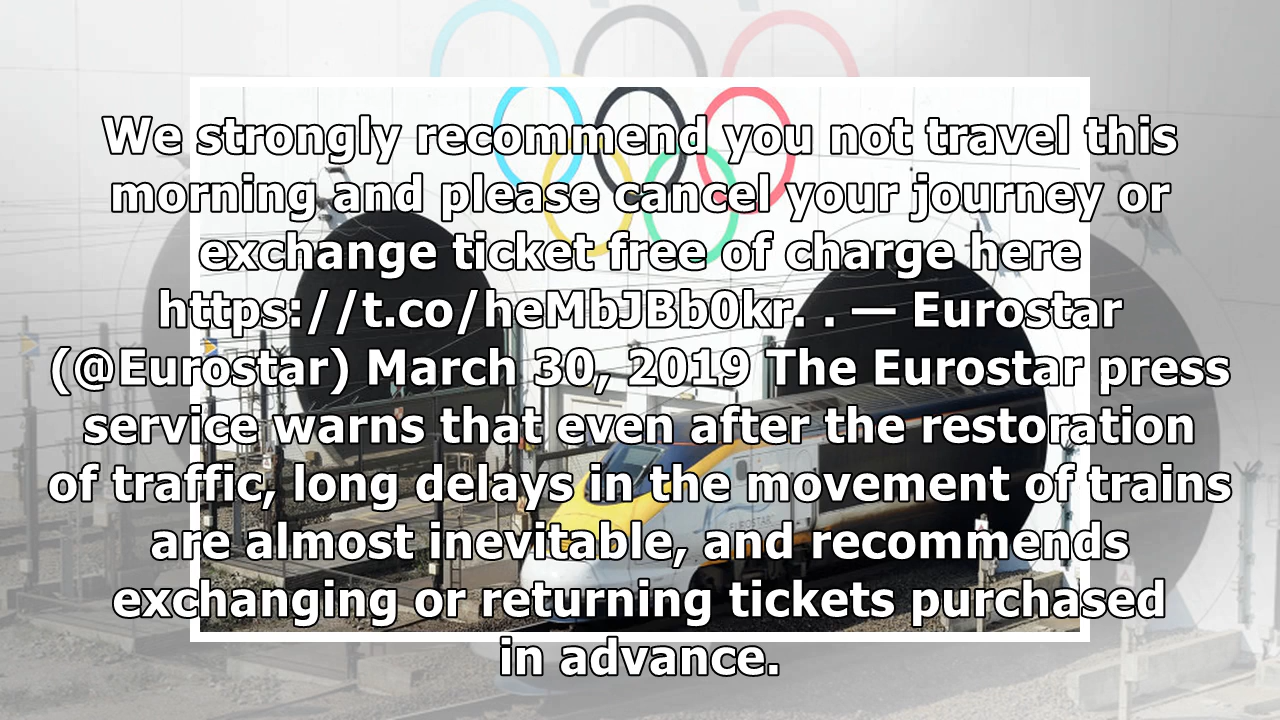 We strongly recommend you not travel this
morning and please cancel your journey or
exchange ticket free of charge here
https://t.co/heMbJBb0kr. . — Eurostar
(@Eurostar) March 30, 2019 The Eurostar press
service warns that even after the restoration
of traffic, long delays in the movement of trains
are almost inevitable, and recommends
exchanging or returning tickets purchased
in advance.
EUROSTAR